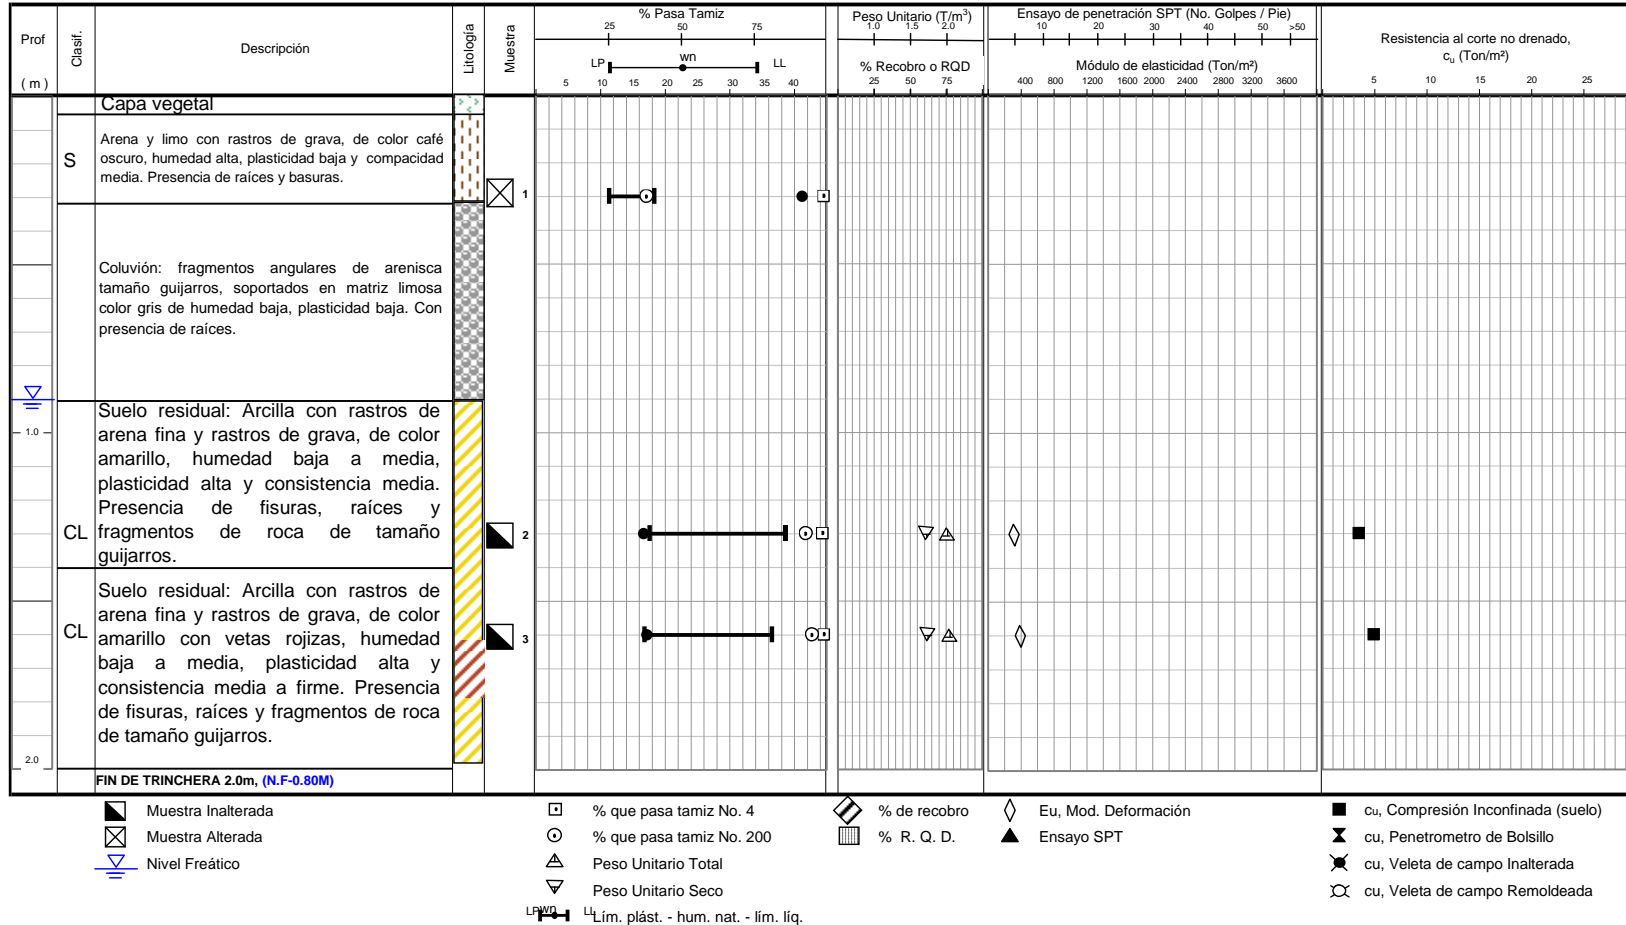 Prof
( m )
Clasif.
Descripción
Litología
Muestra
% Pasa Tamiz
25 50 75
LP wn LL
5 10 15 20 25 30 35 40
Peso Unitario (T/m³)
1.0 1.5 2.0
% Recobro o RQD
25 50 75
Ensayo de penetración SPT (No. Golpes / Pie)
10 20 30 40 50 >50
Módulo de elasticidad (Ton/m²)
400 800 1200 1600 2000 2400 2800 3200 3600
Resistencia al corte no drenado,
cᵤ (Ton/m²)
5 10 15 20 25
Capa vegetal
S
Arena y limo con rastros de grava, de color café
oscuro, humedad alta, plasticidad baja y compacidad
media. Presencia de raíces y basuras.
1
Coluvión: fragmentos angulares de arenisca
tamaño guijarros, soportados en matriz limosa
color gris de humedad baja, plasticidad baja. Con
presencia de raíces.
1.0
CL
Suelo residual: Arcilla con rastros de
arena fina y rastros de grava, de color
amarillo, humedad baja a media,
plasticidad alta y consistencia media.
Presencia de fisuras, raíces y
fragmentos de roca de tamaño
guijarros.
2
CL
Suelo residual: Arcilla con rastros de
arena fina y rastros de grava, de color
amarillo con vetas rojizas, humedad
baja a media, plasticidad alta y
consistencia media a firme. Presencia
de fisuras, raíces y fragmentos de roca
de tamaño guijarros.
3
2.0
FIN DE TRINCHERA 2.0m, (N.F-0.80M)
Muestra Inalterada
Muestra Alterada
Nivel Freático
% que pasa tamiz No. 4
% que pasa tamiz No. 200
Peso Unitario Total
Peso Unitario Seco
LP wn LL Lím. plást. - hum. nat. - lím. líq.
% de recobro
% R. Q. D.
Eu, Mod. Deformación
Ensayo SPT
cu, Compresión Inconfinada (suelo)
cu, Penetrometro de Bolsillo
cu, Veleta de campo Inalterada
cu, Veleta de campo Remoldeada